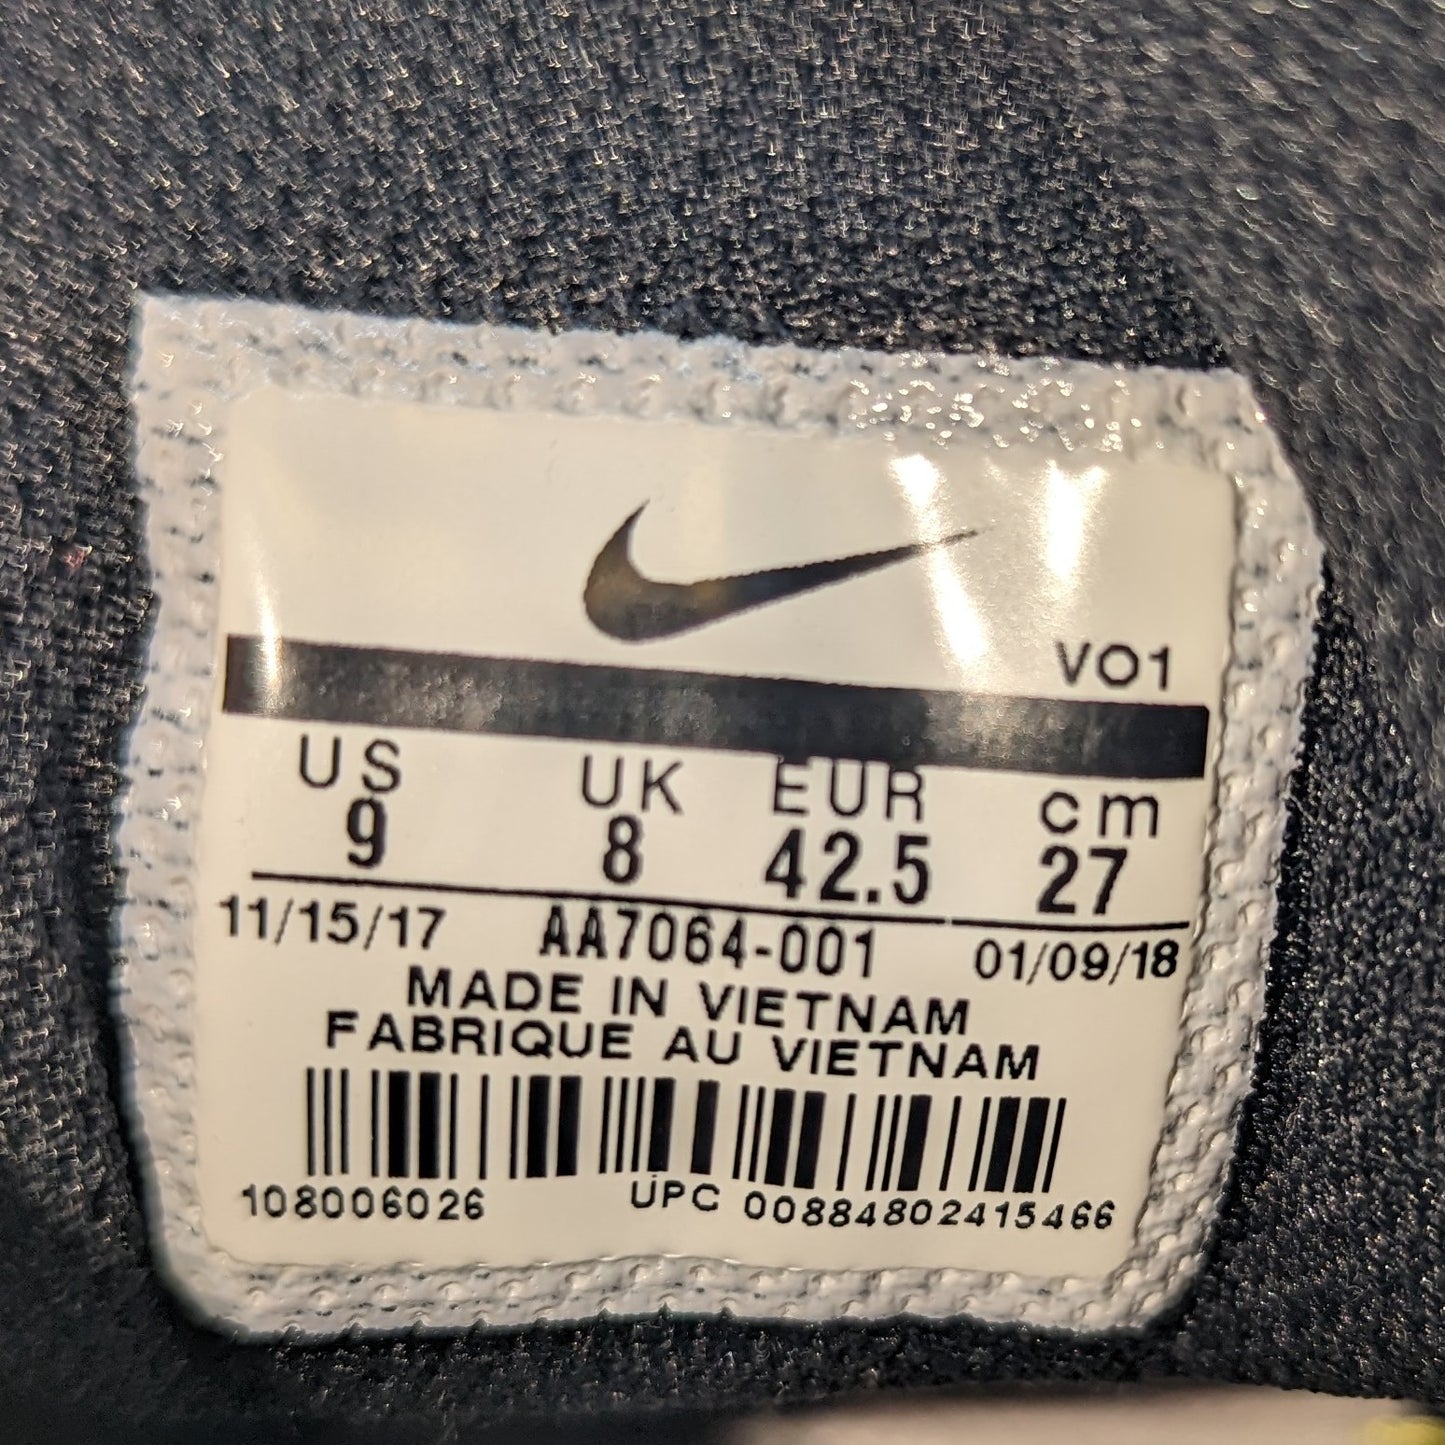 VO1
US UK EUR cm
9 8 42.5 27
11/15/17 AA7064-001 01/09/18
MADE IN VIETNAM
FABRIQUE AU VIETNAM
108006026 UPC 00884802415466